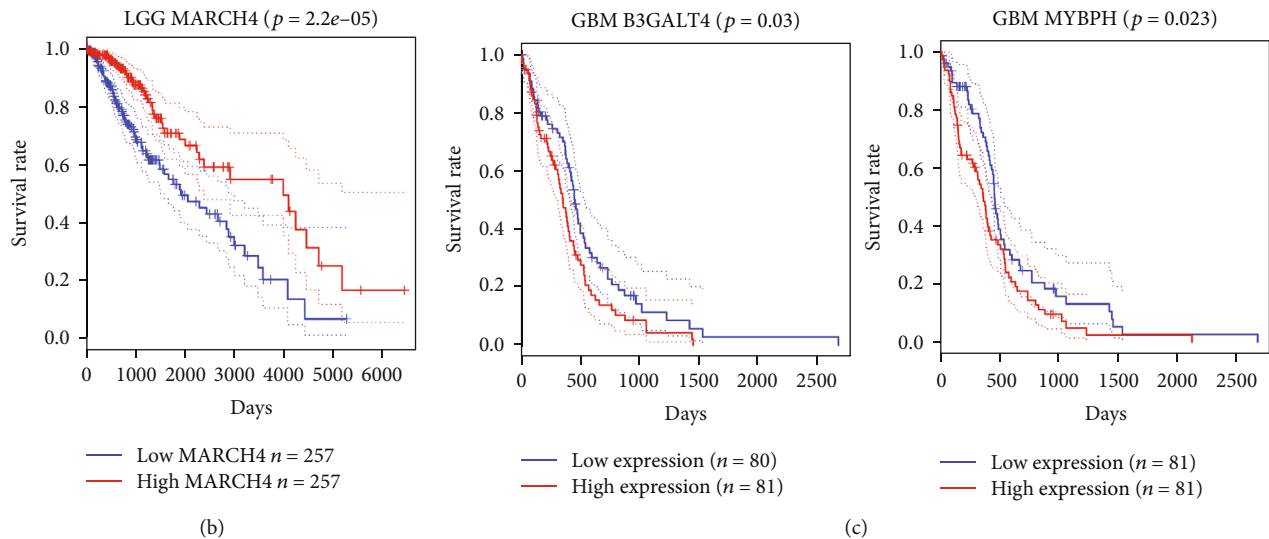 LGG MARCH4 (p = 2.2e–05)
Survival rate
1.0
0.8
0.6
0.4
0.2
0.0
0 1000 2000 3000 4000 5000 6000
Days
Low MARCH4 n = 257
High MARCH4 n = 257
(b)
GBM B3GALT4 (p = 0.03)
Survival rate
1.0
0.8
0.6
0.4
0.2
0.0
0 500 1000 1500 2000 2500
Days
Low expression (n = 80)
High expression (n = 81)
GBM MYBPH (p = 0.023)
Survival rate
1.0
0.8
0.6
0.4
0.2
0.0
0 500 1000 1500 2000 2500
Days
Low expression (n = 81)
High expression (n = 81)
(c)